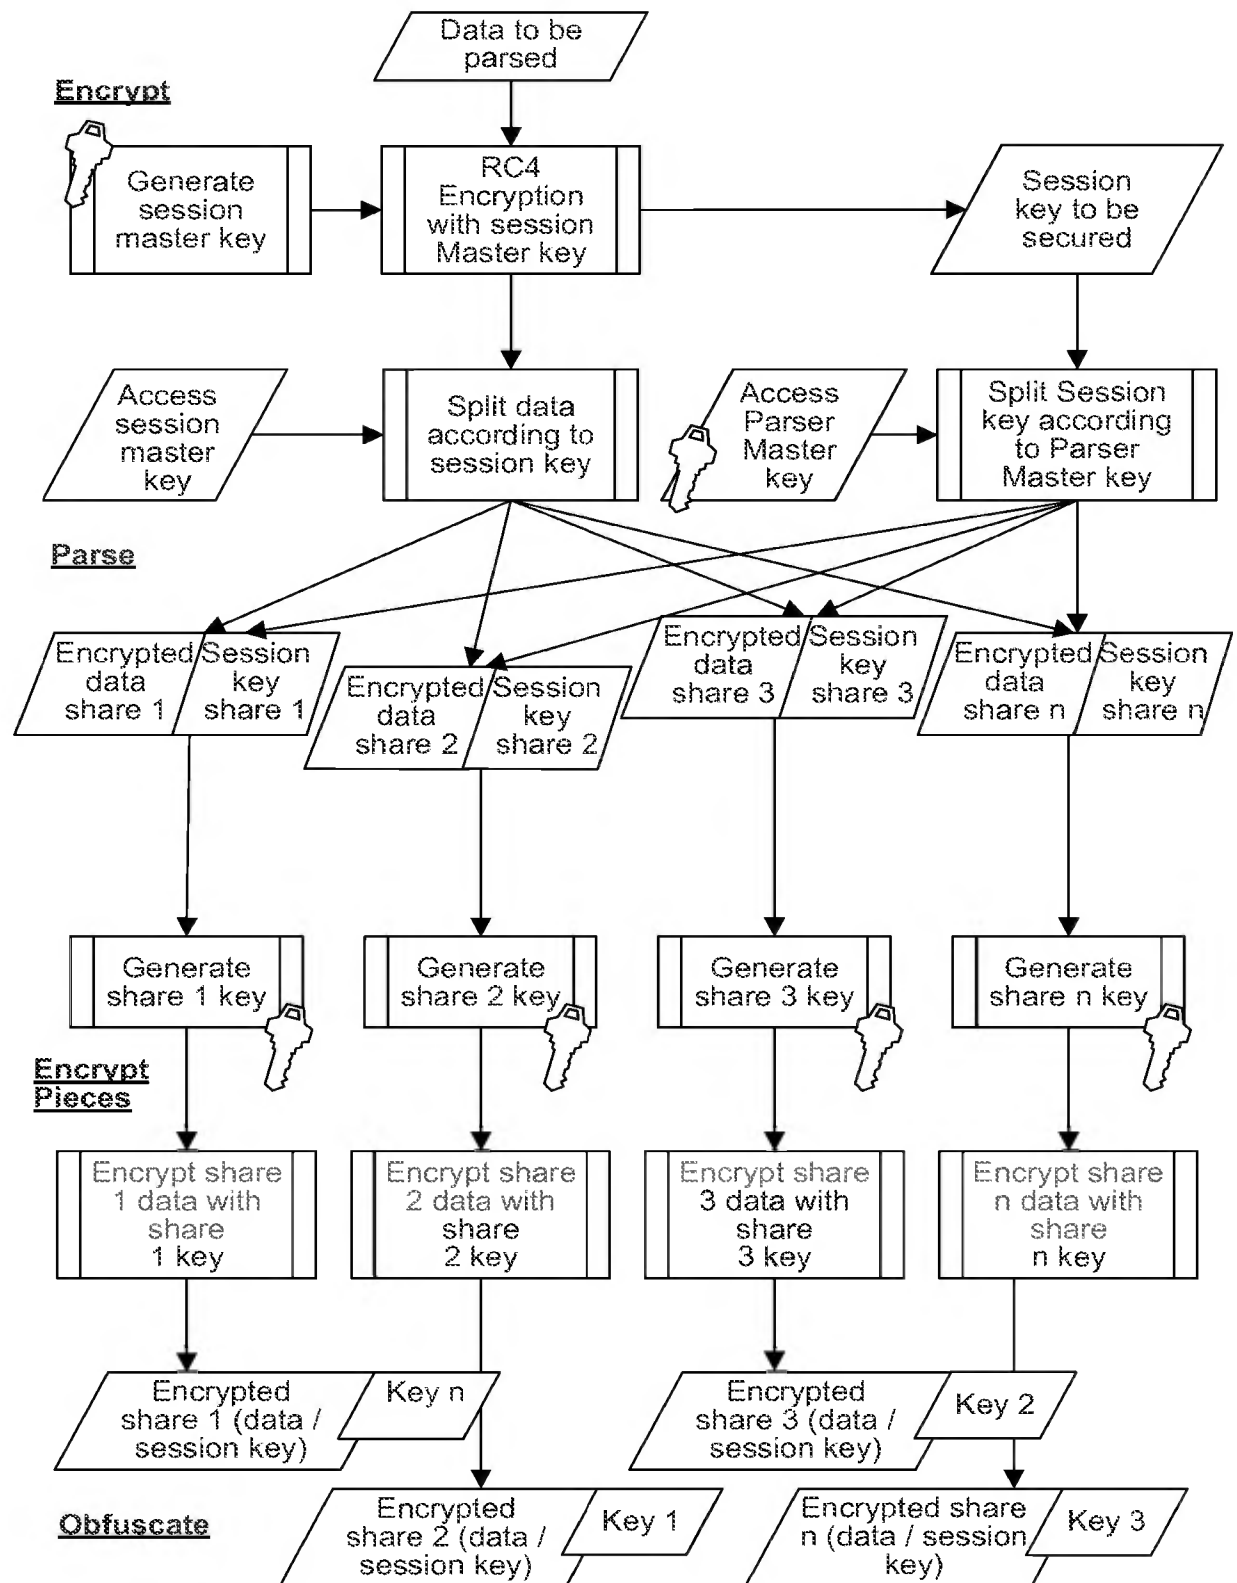 Data to be
parsed
Encrypt
Generate
session
master key
RC4
Encryption
with session
Master key
Session
key to be
secured
Access
session
master
key
Split data
according to
session key
Access
Parser
Master
key
Split Session
key according
to Parser
Master key
Parse
Encrypted
data
share 1
Session
key
share 1
Encrypted
data
share 2
Session
key
share 2
Encrypted
data
share 3
Session
key
share 3
Encrypted
data
share n
Session
key
share n
Generate
share 1 key
Generate
share 2 key
Generate
share 3 key
Generate
share n key
Encrypt
Pieces
Encrypt share
1 data with
share
1 key
Encrypt share
2 data with
share
2 key
Encrypt share
3 data with
share
3 key
Encrypt share
n data with
share
n key
Encrypted
share 1 (data /
session key)
Key n
Encrypted
share 3 (data /
session key)
Key 2
Obfuscate
Encrypted
share 2 (data /
session key)
Key 1
Encrypted share
n (data / session
key)
Key 3